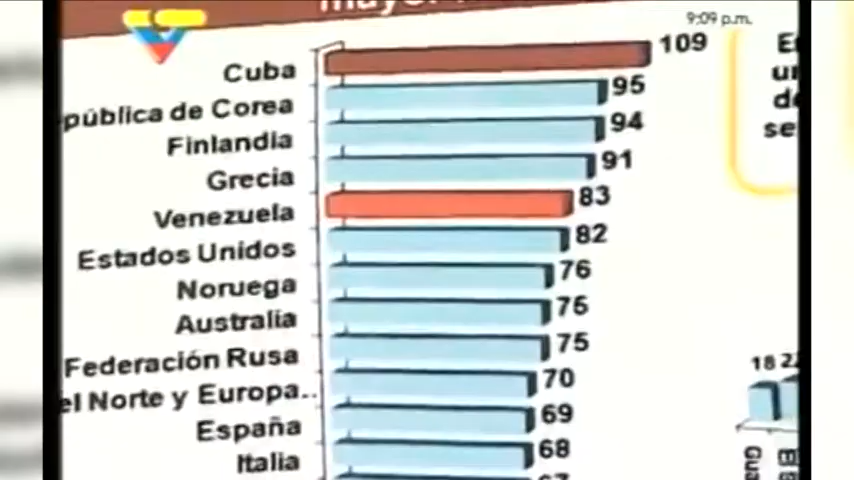 9:09 p.m.
Cuba 109
pública de Corea 95
Finlandia 94
Grecia 91
Venezuela 83
Estados Unidos 82
Noruega 76
Australia 75
Federación Rusa 75
el Norte y Europa.. 70
España 69
Italia 68
18